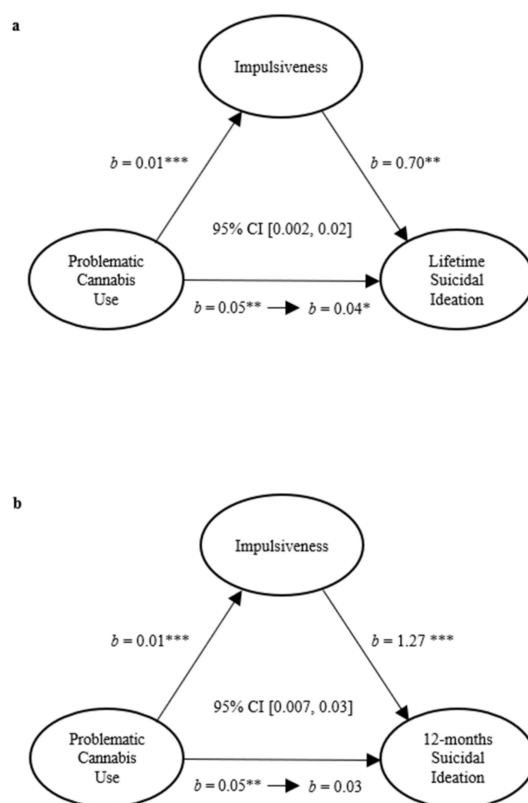 a
Impulsiveness
b = 0.01***
b = 0.70**
95% CI [0.002, 0.02]
Problematic
Cannabis
Use
Lifetime
Suicidal
Ideation
b = 0.05** b = 0.04*
b
Impulsiveness
b = 0.01***
b = 1.27 ***
95% CI [0.007, 0.03]
Problematic
Cannabis
Use
12-months
Suicidal
Ideation
b = 0.05** b = 0.03